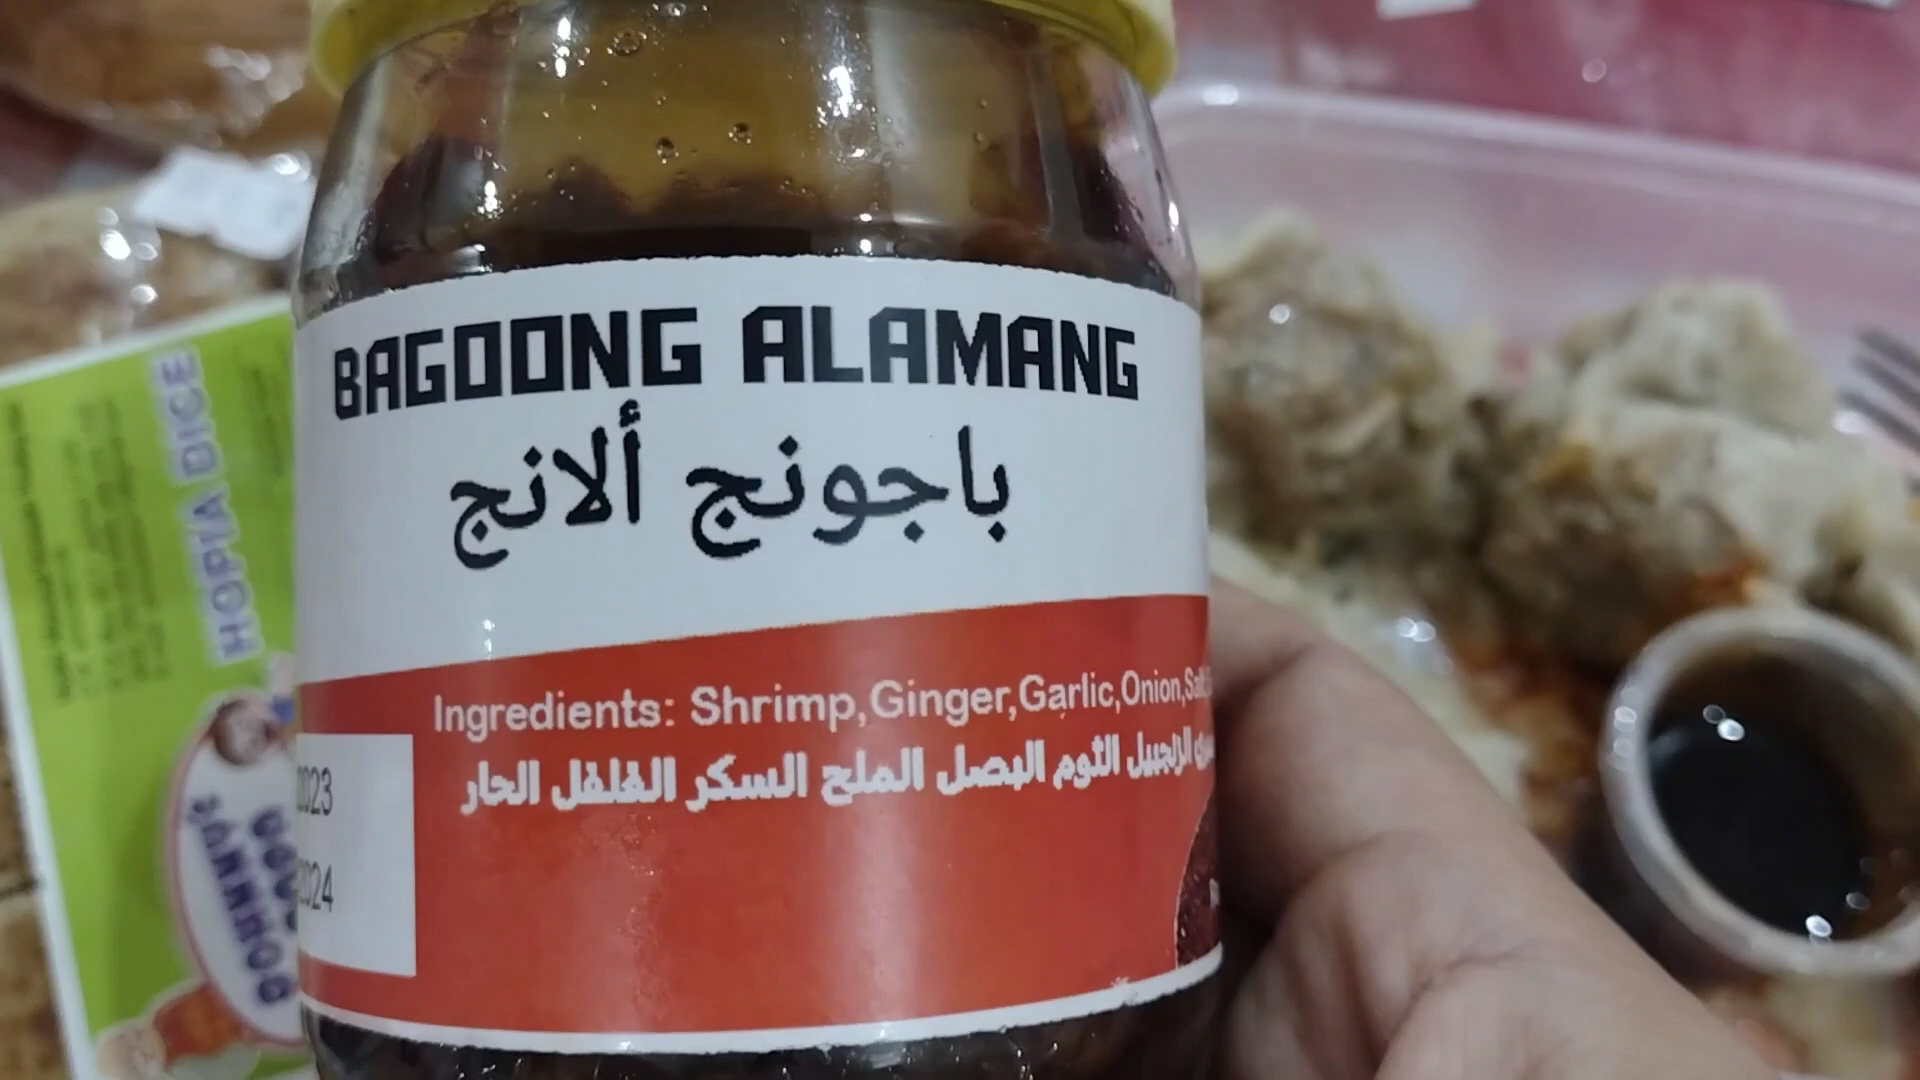 BAGOONG ALAMANG
باجونج ألانج
Ingredients: Shrimp,Ginger,Garlic,Onion,Salt
الزنجبيل الثوم البصل الملح السكر الفلفل الحار
2023
2024
HOPIA DICE